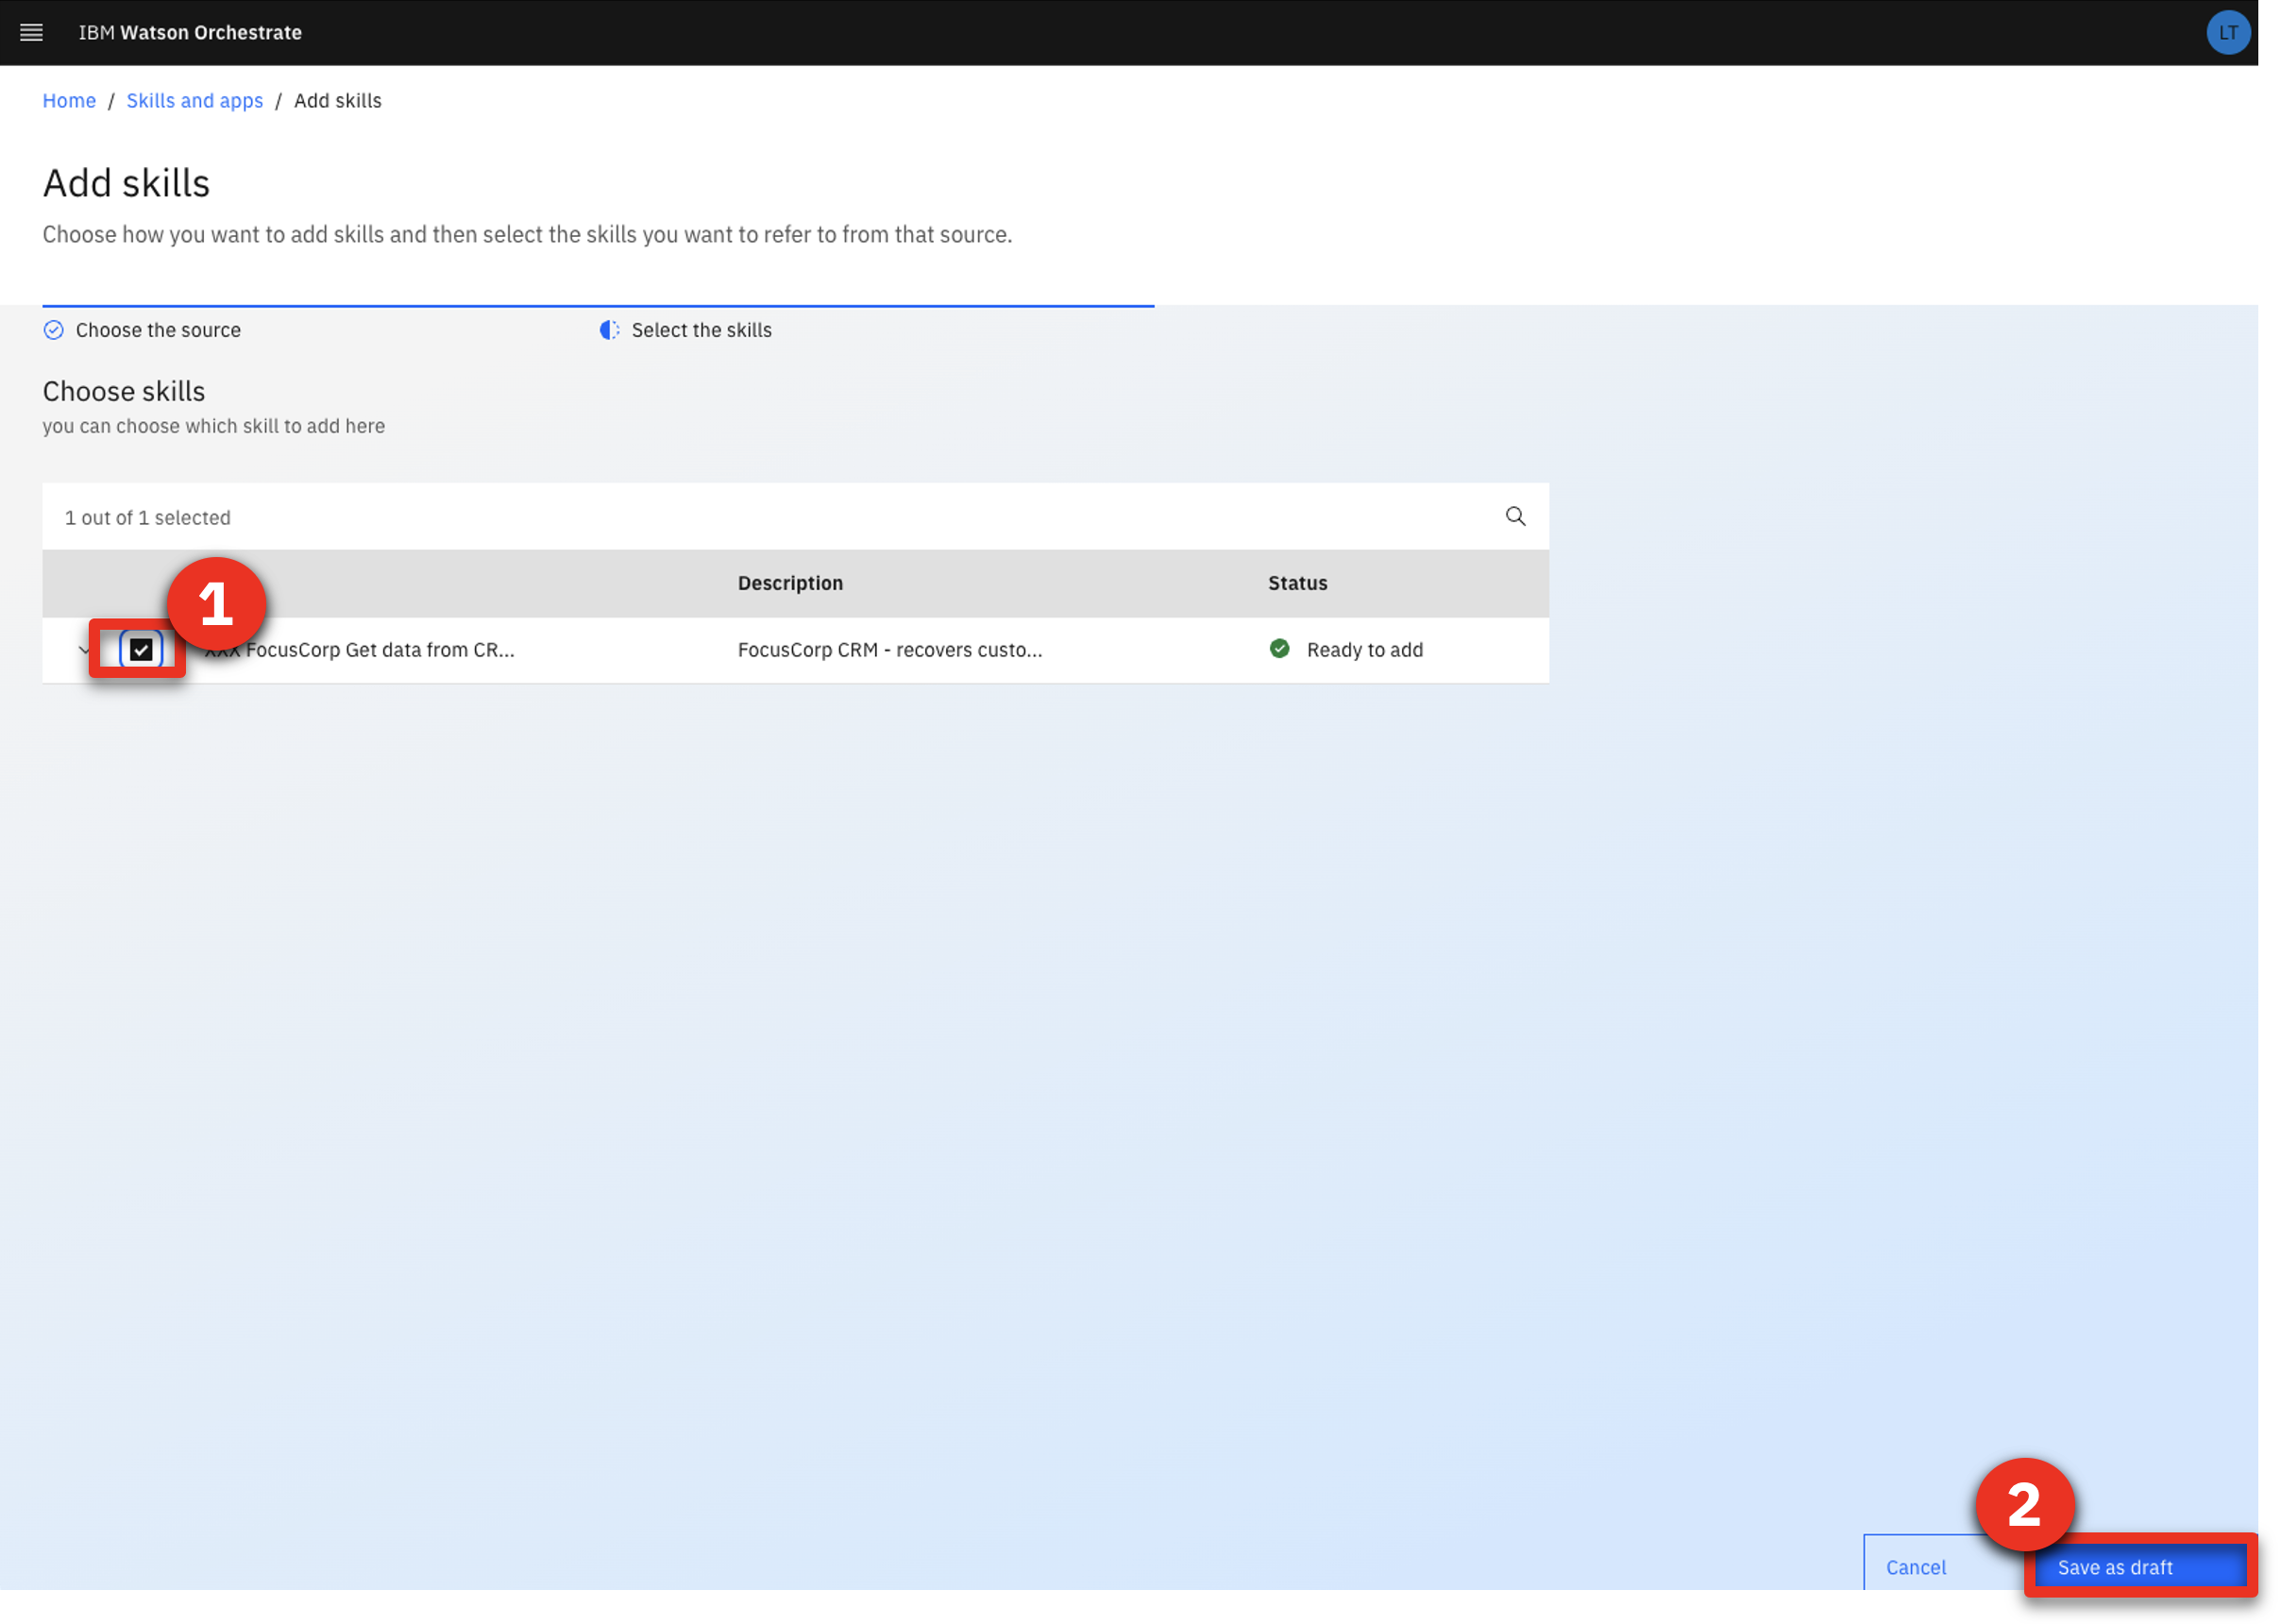 IBM Watson Orchestrate
LT
Home / Skills and apps / Add skills
Add skills
Choose how you want to add skills and then select the skills you want to refer to from that source.
Choose the source
Select the skills
Choose skills
you can choose which skill to add here
1 out of 1 selected
Description
Status
1
XXX FocusCorp Get data from CR...
FocusCorp CRM - recovers custo...
Ready to add
2
Cancel
Save as draft